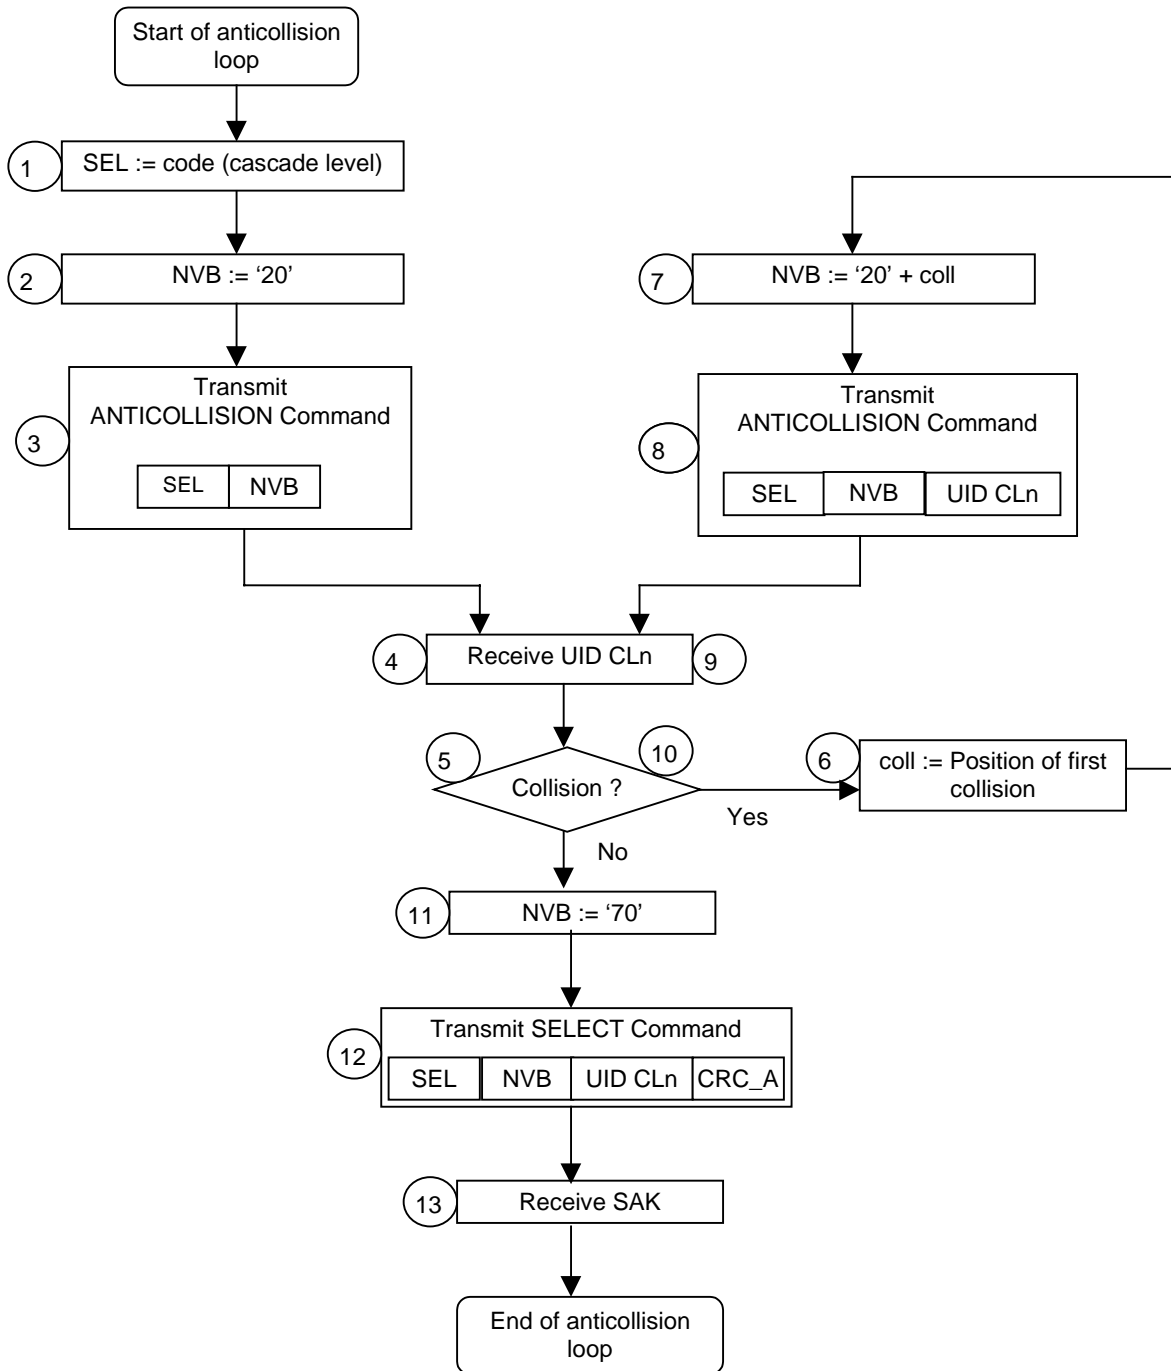 Start of anticollision
loop
1
SEL := code (cascade level)
2
NVB := ‘20’
3
Transmit
ANTICOLLISION Command
SEL NVB
7
NVB := ‘20’ + coll
8
Transmit
ANTICOLLISION Command
SEL NVB UID CLn
4
Receive UID CLn
9
5
10
Collision ?
Yes
No
6
coll := Position of first
collision
11
NVB := ‘70’
12
Transmit SELECT Command
SEL NVB UID CLn CRC_A
13
Receive SAK
End of anticollision
loop